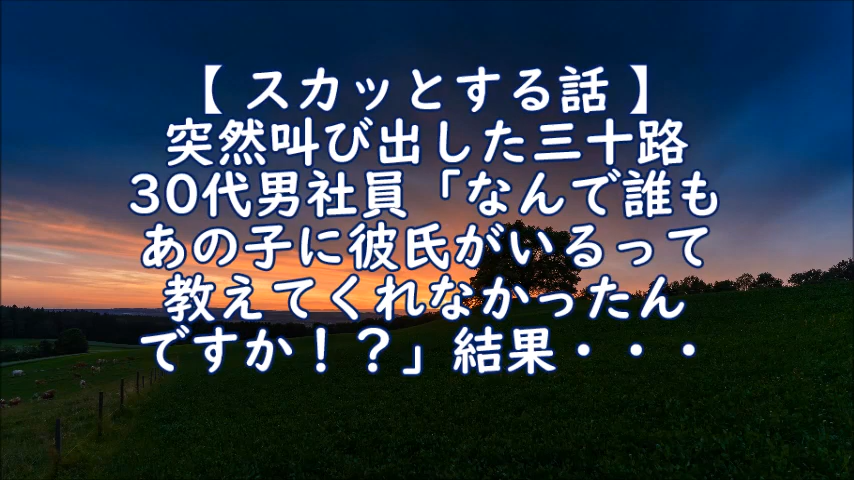 【 スカッとする話 】
突然叫び出した三十路
30代男社員「なんで誰も
あの子に彼氏がいるって
教えてくれなかったん
ですか！？」結果・・・